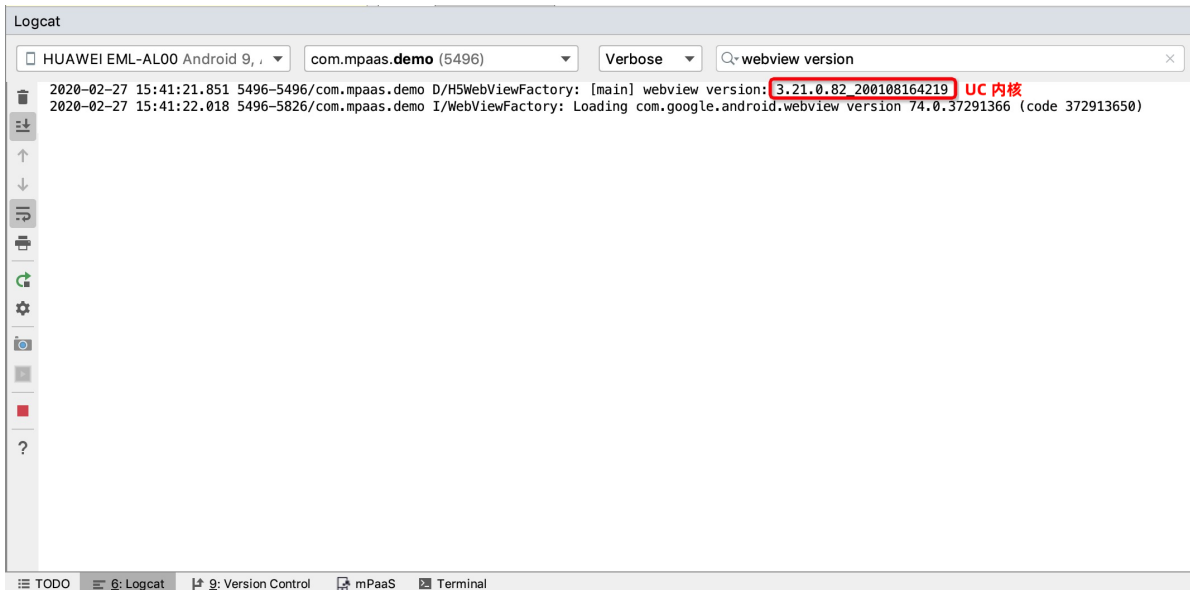 Logcat
HUAWEI EML-AL00 Android 9, com.mpaas.demo (5496) Verbose webview version
2020-02-27 15:41:21.851 5496-5496/com.mpaas.demo D/H5WebViewFactory: [main] webview version: 3.21.0.82_200108164219 UC 内核
2020-02-27 15:41:22.018 5496-5826/com.mpaas.demo I/WebViewFactory: Loading com.google.android.webview version 74.0.37291366 (code 372913650)
?
TODO 6: Logcat 9: Version Control mPaaS Terminal